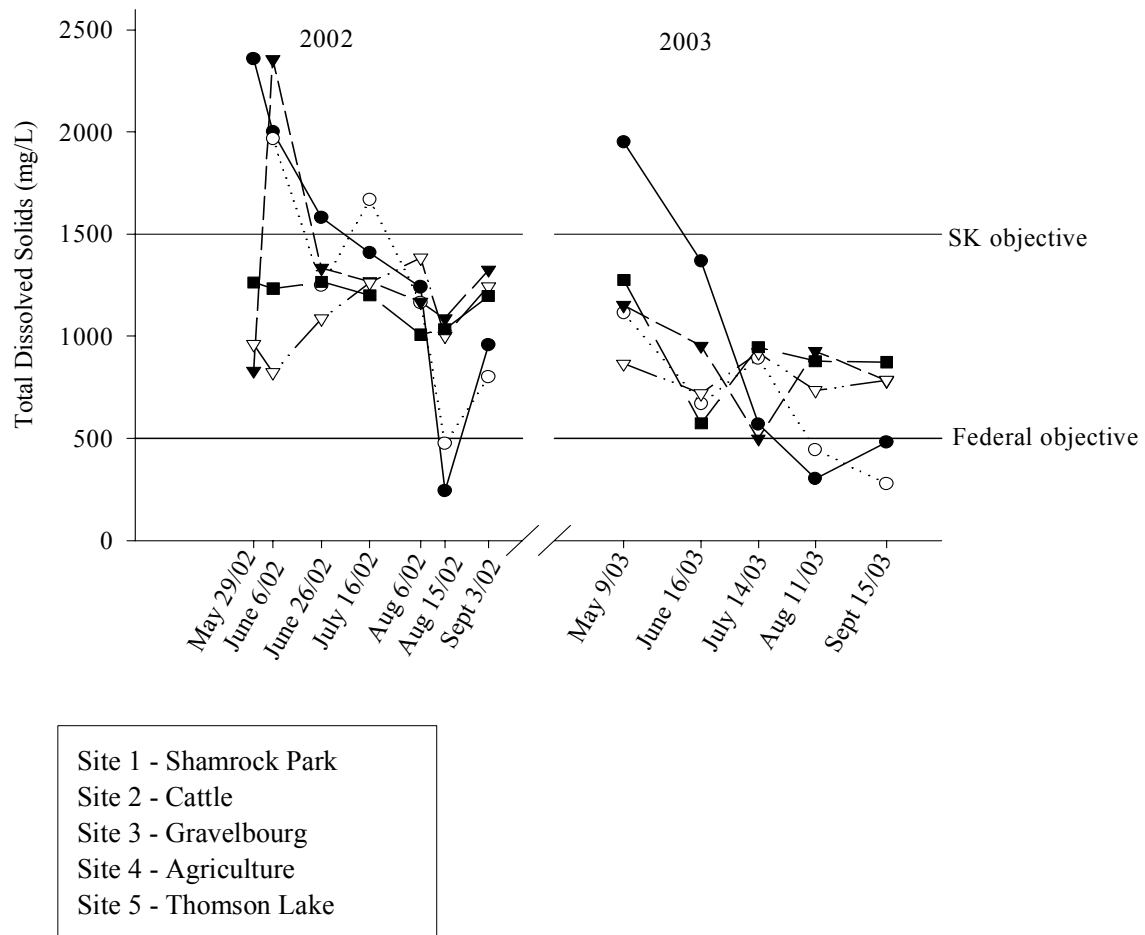 2002
2003
Total Dissolved Solids (mg/L)
2500
2000
1500
1000
500
0
SK objective
Federal objective
May 29/02
June 6/02
June 26/02
July 16/02
Aug 6/02
Aug 15/02
Sept 3/02
May 9/03
June 16/03
July 14/03
Aug 11/03
Sept 15/03
Site 1 - Shamrock Park
Site 2 - Cattle
Site 3 - Gravelbourg
Site 4 - Agriculture
Site 5 - Thomson Lake